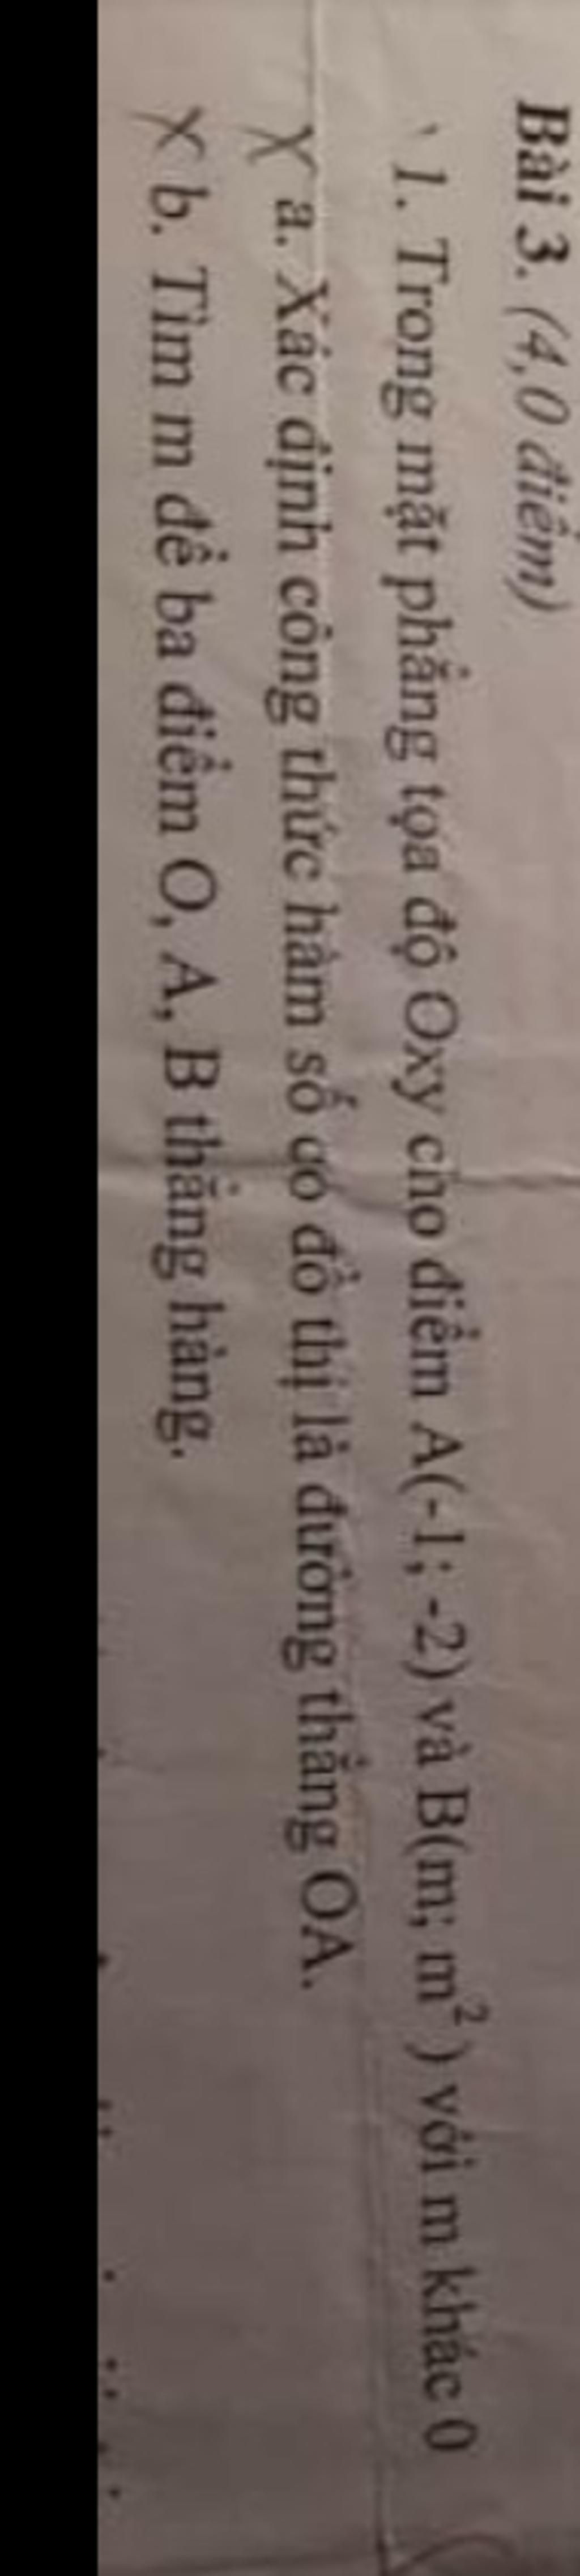 Bài 3. (4,0 điểm)
1. Trong mặt phẳng tọa độ Oxy cho điểm A(-1; -2) và B(m; m²) với m khác 0
a. Xác định công thức hàm số có đồ thị là đường thẳng OA.
b. Tìm m để ba điểm O, A, B thẳng hàng.